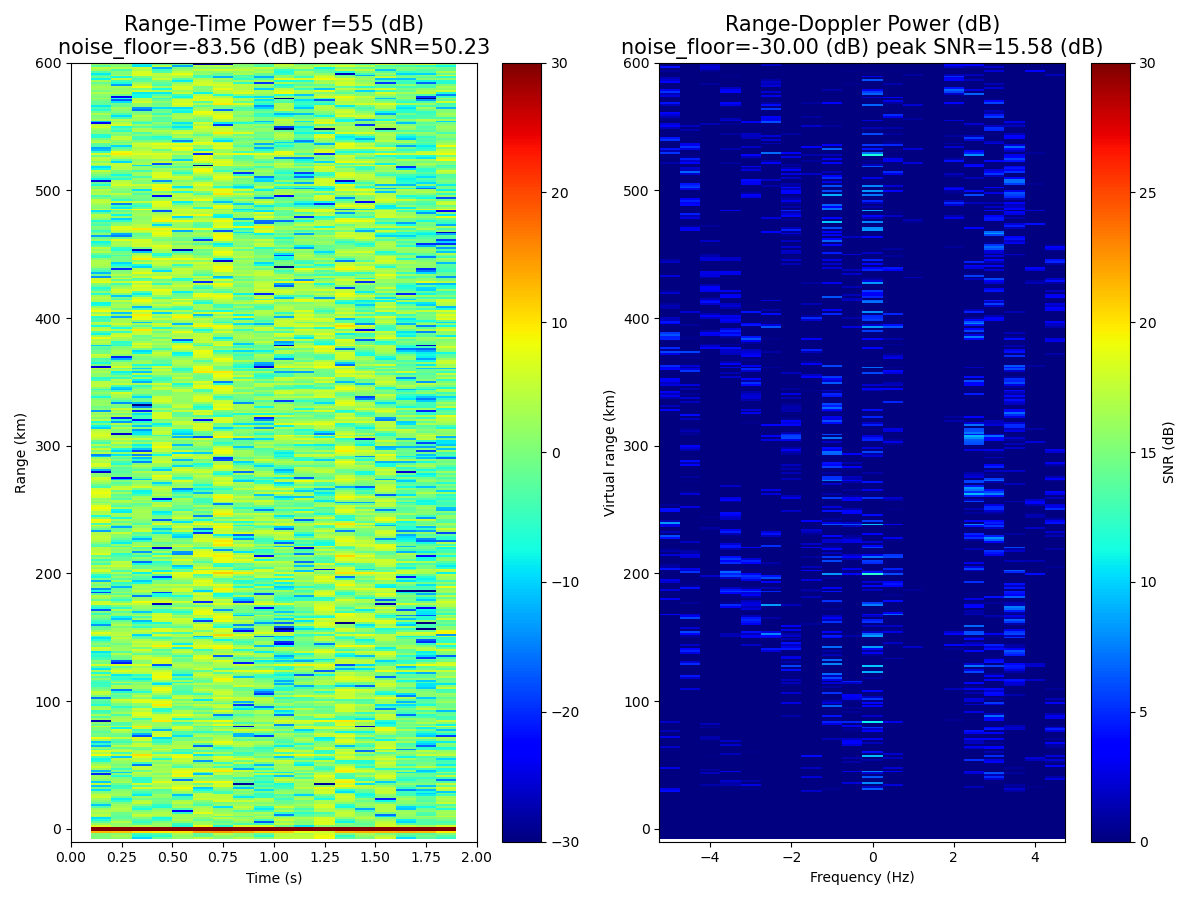 Range-Time Power f=55 (dB)
noise_floor=-83.56 (dB) peak SNR=50.23
Range-Doppler Power (dB)
noise_floor=-30.00 (dB) peak SNR=15.58 (dB)
600
500
400
300
200
100
0
Range (km)
0.00 0.25 0.50 0.75 1.00 1.25 1.50 1.75 2.00
Time (s)
30
20
10
0
−10
−20
−30
600
500
400
300
200
100
0
Virtual range (km)
−4 −2 0 2 4
Frequency (Hz)
30
25
20
15
10
5
0
SNR (dB)